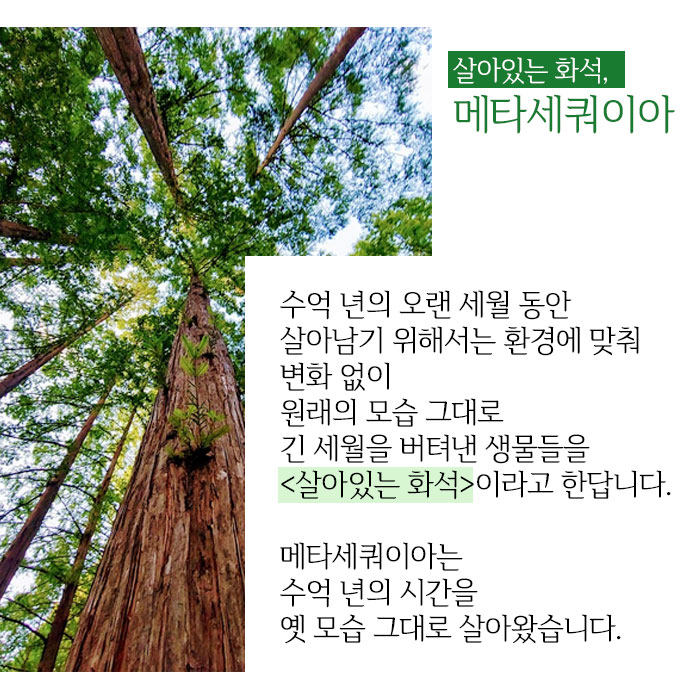 살아있는 화석,
메타세쿼이아
수억 년의 오랜 세월 동안
살아남기 위해서는 환경에 맞춰
변화 없이
원래의 모습 그대로
긴 세월을 버텨낸 생물들을
<살아있는 화석>이라고 한답니다.
메타세쿼이아는
수억 년의 시간을
옛 모습 그대로 살아왔습니다.